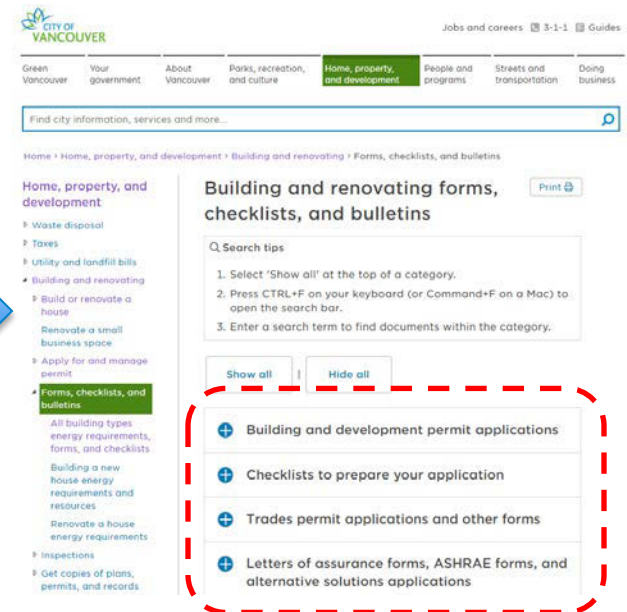 CITY OF
VANCOUVER
Jobs and careers 3-1-1 Guides
Green
Vancouver
Your
government
About
Vancouver
Parks, recreation,
and culture
Home, property,
and development
People and
programs
Streets and
transportation
Doing
business
Find city information, services and more...
Home > Home, property, and development > Building and renovating > Forms, checklists, and bulletins
Home, property, and
development
Waste disposal
Taxes
Utility and landfill bills
Building and renovating
Build or renovate a
house
Renovate a small
business space
Apply for and manage
permit
Forms, checklists, and
bulletins
All building types
energy requirements,
forms, and checklists
Building a new
house energy
requirements and
resources
Renovate a house
energy requirements
Inspections
Get copies of plans,
permits, and records
Building and renovating forms,
checklists, and bulletins
Print
Search tips
1. Select 'Show all' at the top of a category.
2. Press CTRL+F on your keyboard (or Command+F on a Mac) to
open the search bar.
3. Enter a search term to find documents within the category.
Show all | Hide all
Building and development permit applications
Checklists to prepare your application
Trades permit applications and other forms
Letters of assurance forms, ASHRAE forms, and
alternative solutions applications